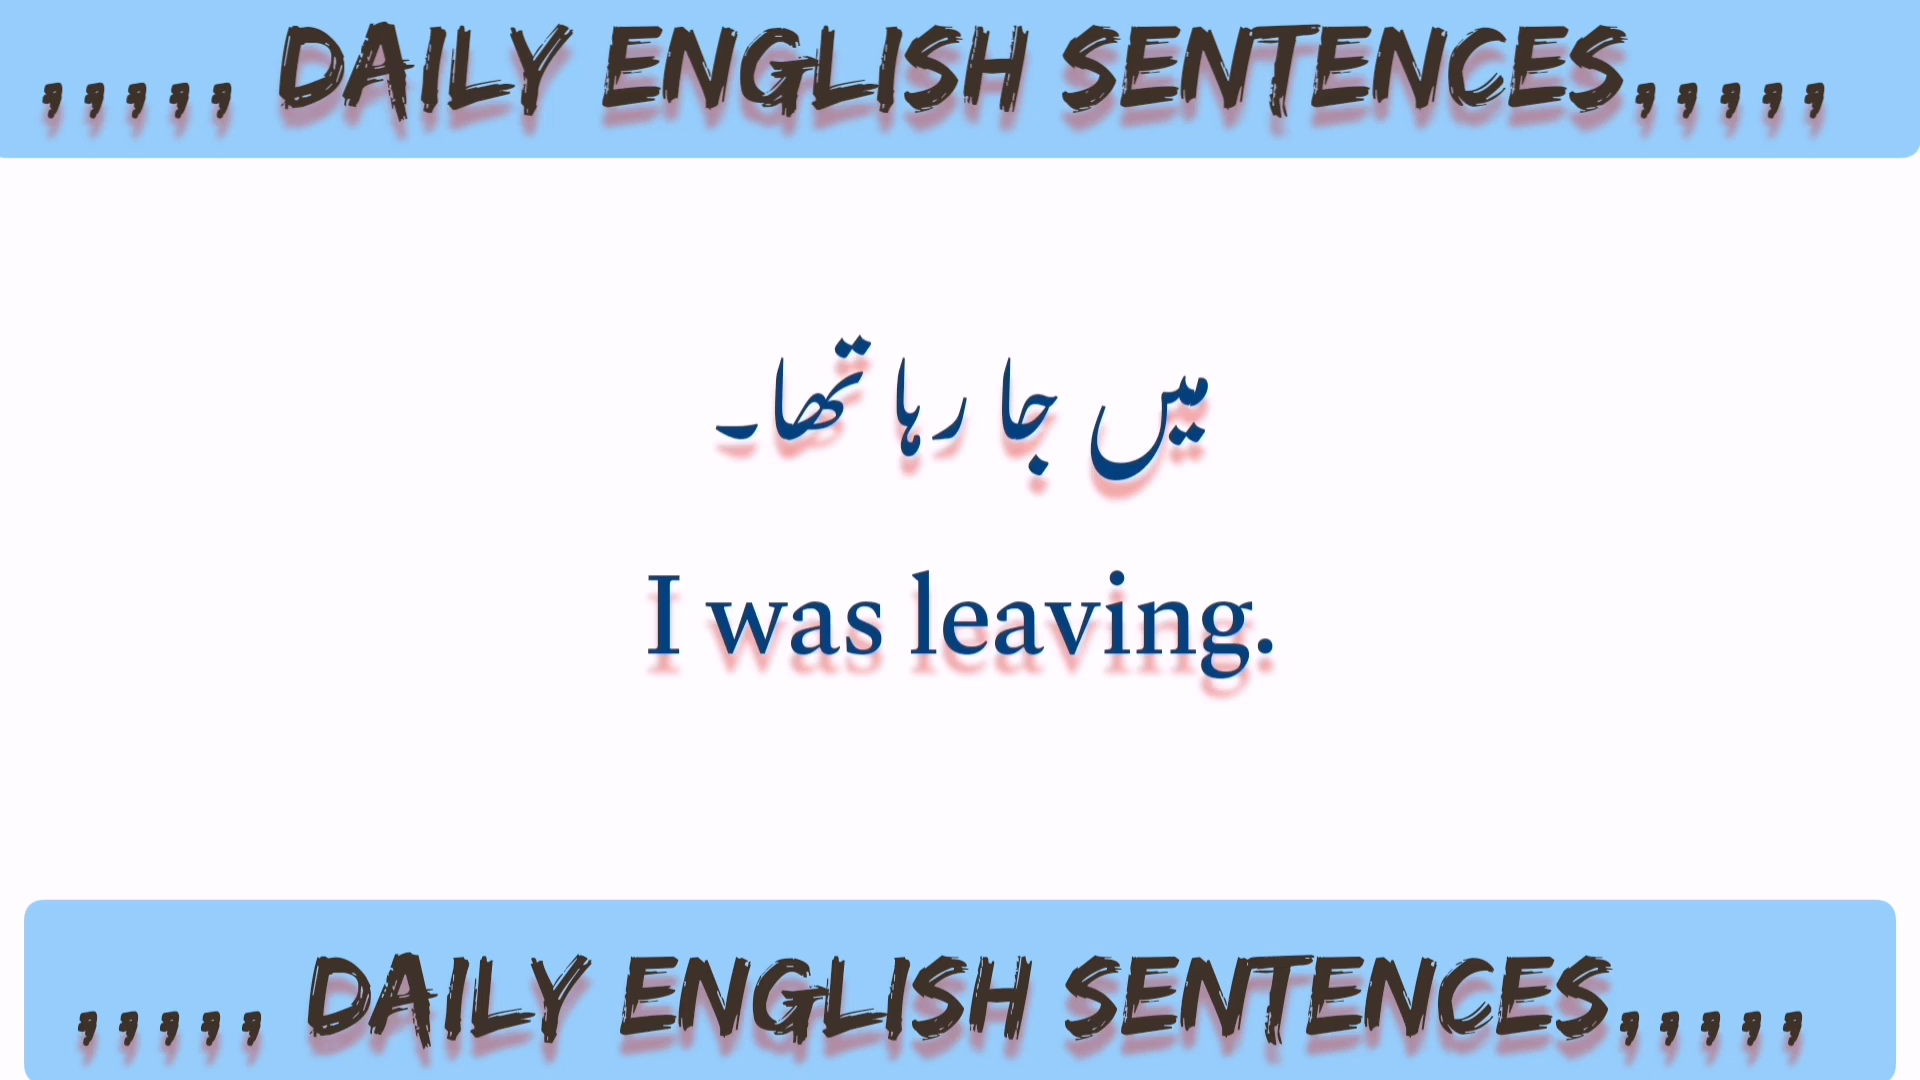 ,,,,, DAILY ENGLISH SENTENCES,,,,,
میں جا رہا تھا۔
I was leaving.
,,,,, DAILY ENGLISH SENTENCES,,,,,